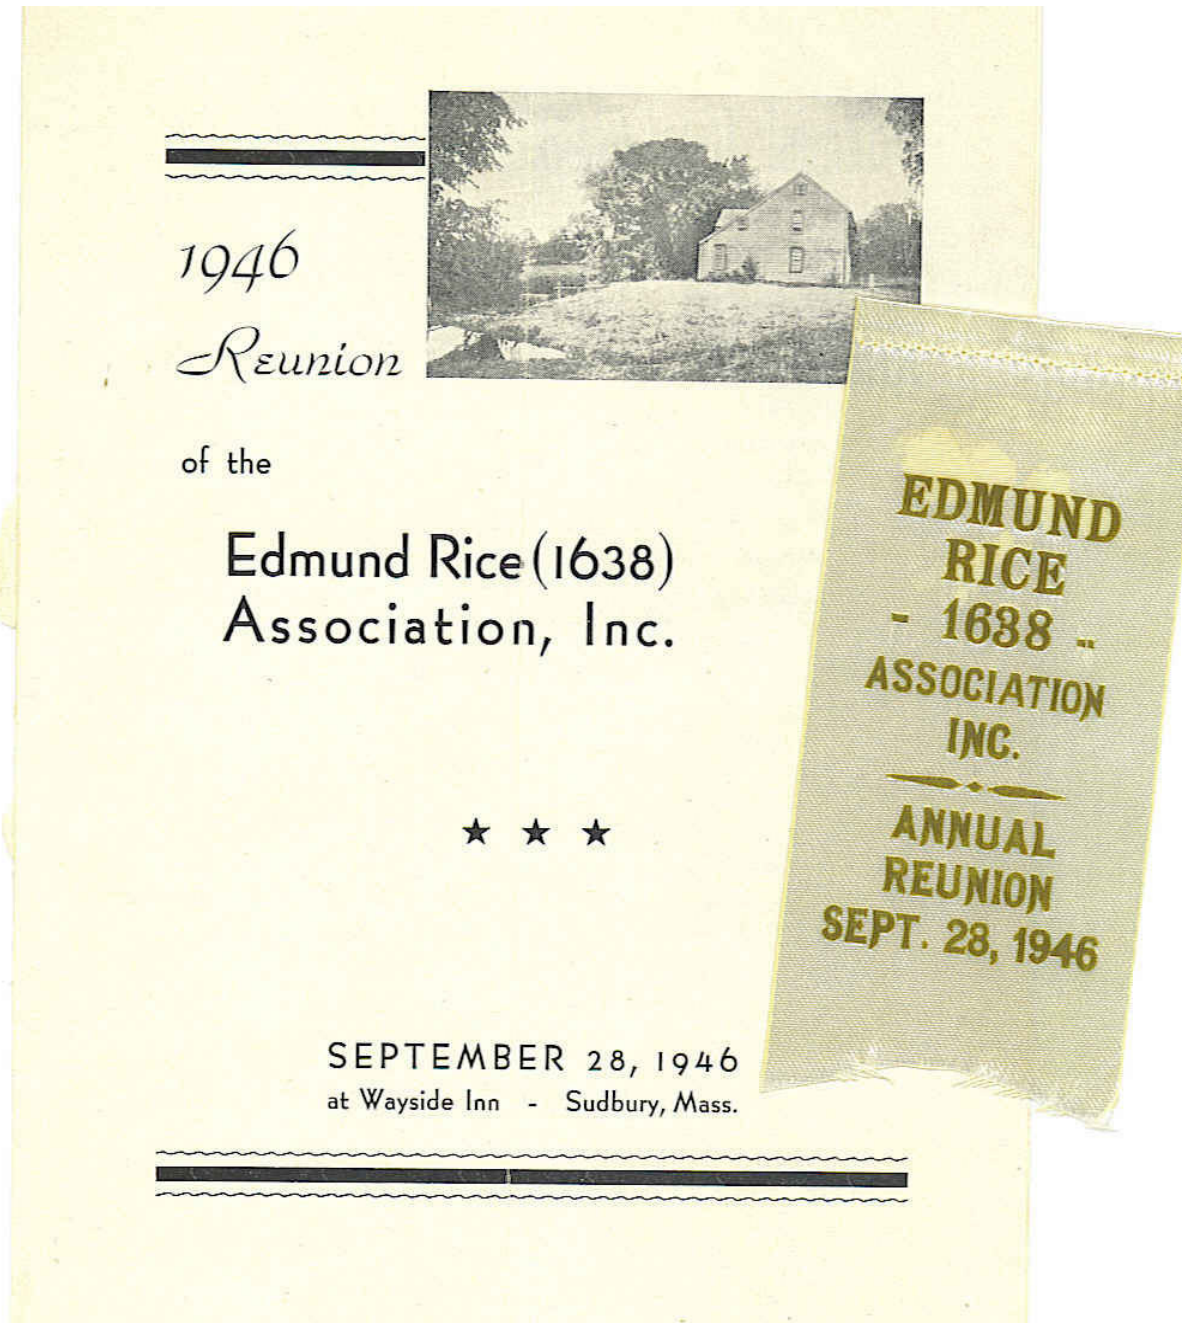 1946
Reunion
of the
Edmund Rice (1638)
Association, Inc.
SEPTEMBER 28, 1946
at Wayside Inn - Sudbury, Mass.
EDMUND
RICE
- 1638 -
ASSOCIATION
INC.
ANNUAL
REUNION
SEPT. 28, 1946